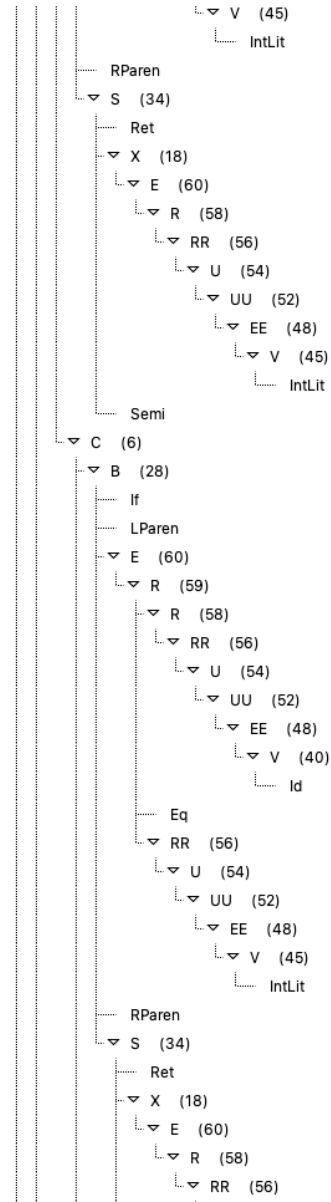 V (45)
IntLit
RParen
S (34)
Ret
X (18)
E (60)
R (58)
RR (56)
U (54)
UU (52)
EE (48)
V (45)
IntLit
Semi
C (6)
B (28)
If
LParen
E (60)
R (59)
R (58)
RR (56)
U (54)
UU (52)
EE (48)
V (40)
Id
Eq
RR (56)
U (54)
UU (52)
EE (48)
V (45)
IntLit
RParen
S (34)
Ret
X (18)
E (60)
R (58)
RR (56)